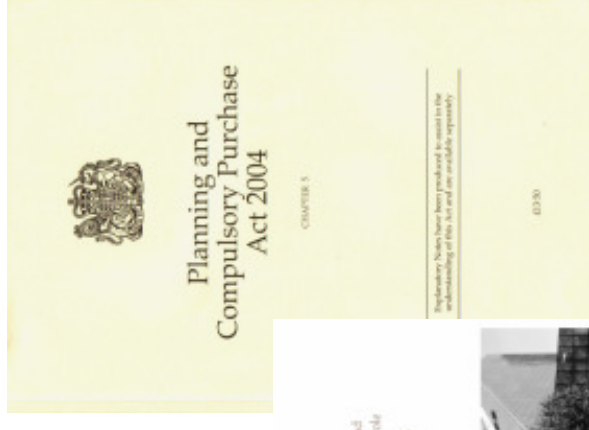 Planning and
Compulsory Purchase
Act 2004
CHAPTER 5
Explanatory Notes have been produced to assist in the
understanding of this Act and are available separately